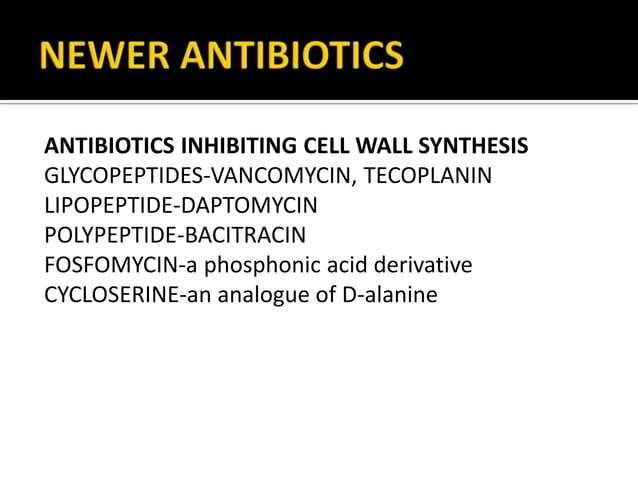 NEWER ANTIBIOTICS
ANTIBIOTICS INHIBITING CELL WALL SYNTHESIS
GLYCOPEPTIDES-VANCOMYCIN, TECOPLANIN
LIPOPEPTIDE-DAPTOMYCIN
POLYPEPTIDE-BACITRACIN
FOSFOMYCIN-a phosphonic acid derivative
CYCLOSERINE-an analogue of D-alanine